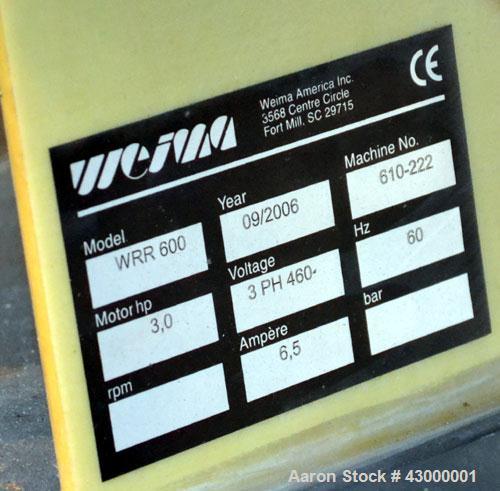 weima
Weima America Inc.
3568 Centre Circle
Fort Mill, SC 29715
CE
Model
WRR 600
Year
09/2006
Machine No.
610-222
Motor hp
3,0
Voltage
3 PH 460-
Hz
60
rpm
Ampère
6,5
bar
Aaron Stock # 43000001